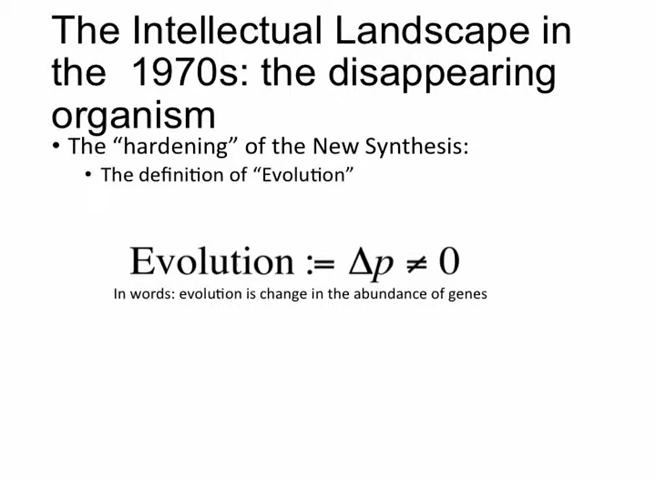 The Intellectual Landscape in
the  1970s: the disappearing
organism
• The “hardening” of the New Synthesis:
• The definition of “Evolution”
Evolution := Δp ≠ 0
In words: evolution is change in the abundance of genes